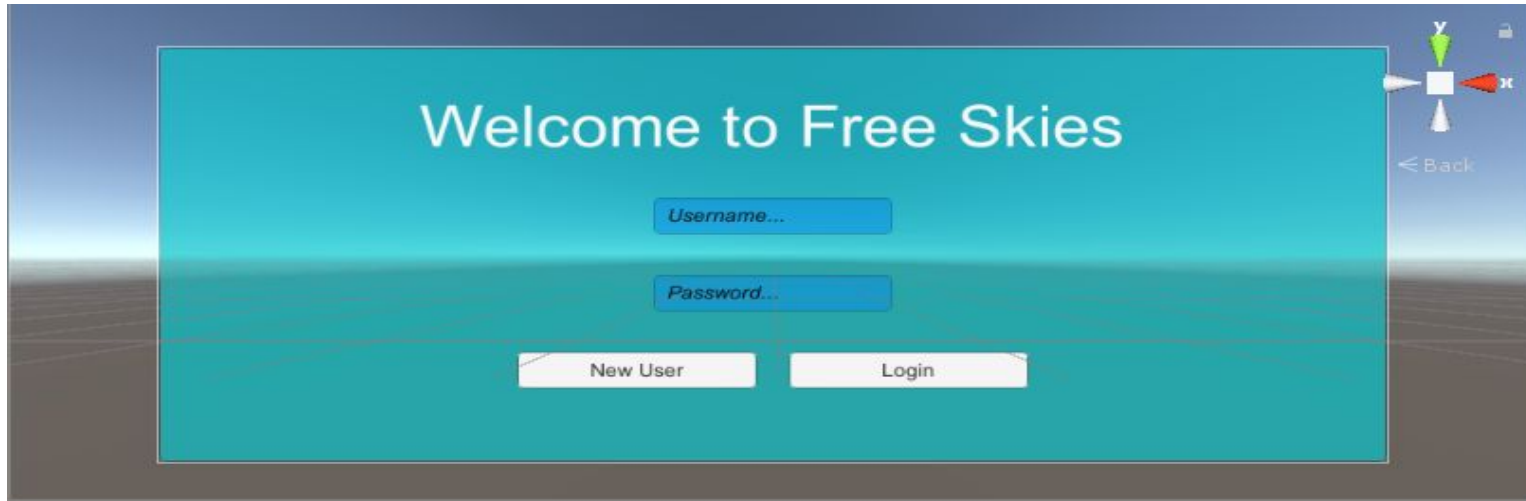 y
x
Welcome to Free Skies
< Back
Username...
Password...
New User
Login